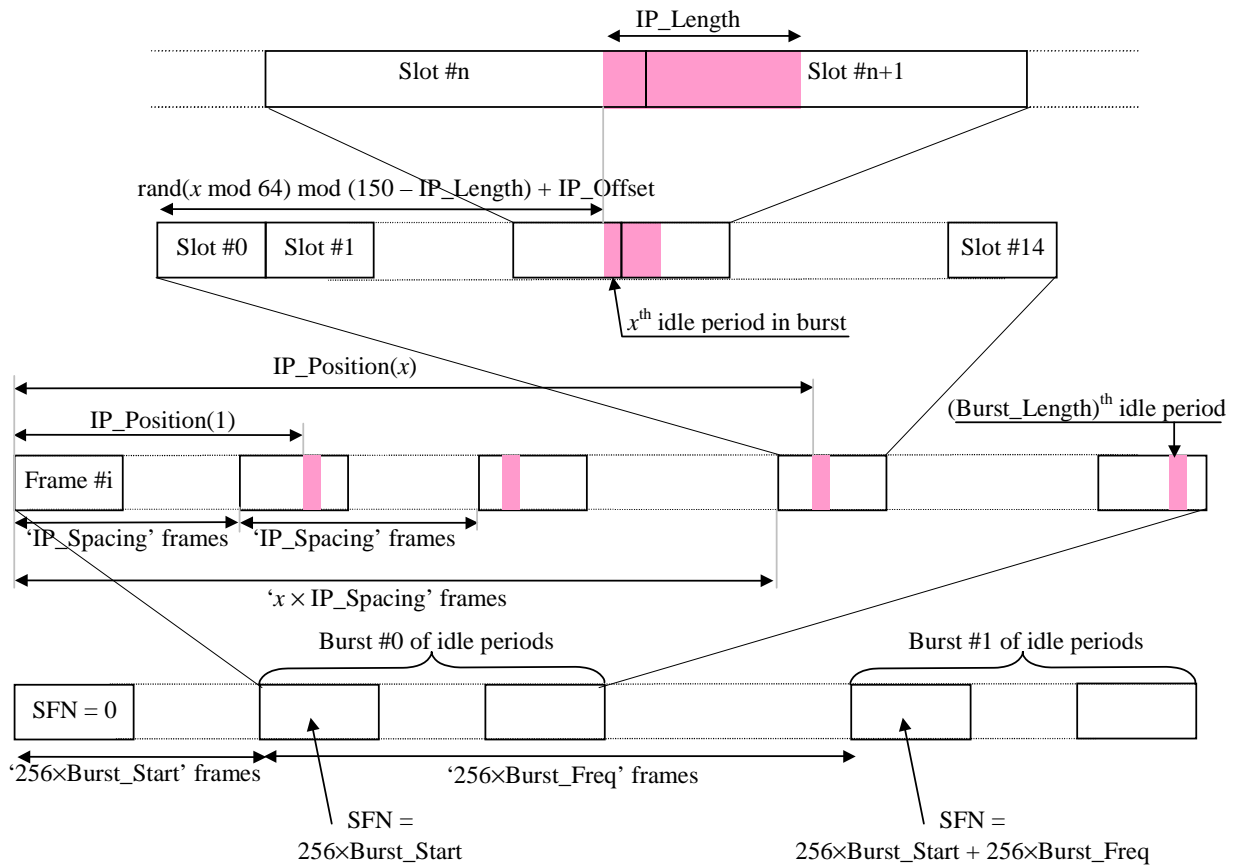 IP_Length
Slot #n
Slot #n+1
rand(x mod 64) mod (150 – IP_Length) + IP_Offset
Slot #0
Slot #1
Slot #14
xth idle period in burst
IP_Position(x)
(Burst_Length)th idle period
IP_Position(1)
Frame #i
‘IP_Spacing’ frames
‘IP_Spacing’ frames
‘x × IP_Spacing’ frames
Burst #0 of idle periods
Burst #1 of idle periods
SFN = 0
‘256×Burst_Start’ frames
‘256×Burst_Freq’ frames
SFN =
256×Burst_Start
SFN =
256×Burst_Start + 256×Burst_Freq